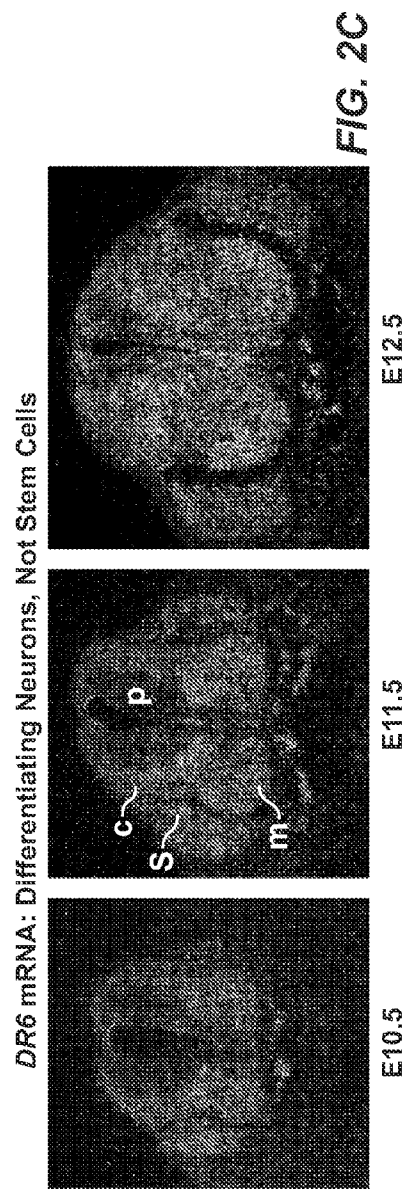 DR6 mRNA: Differentiating Neurons, Not Stem Cells
c
p
S
m
E10.5
E11.5
E12.5
FIG. 2C